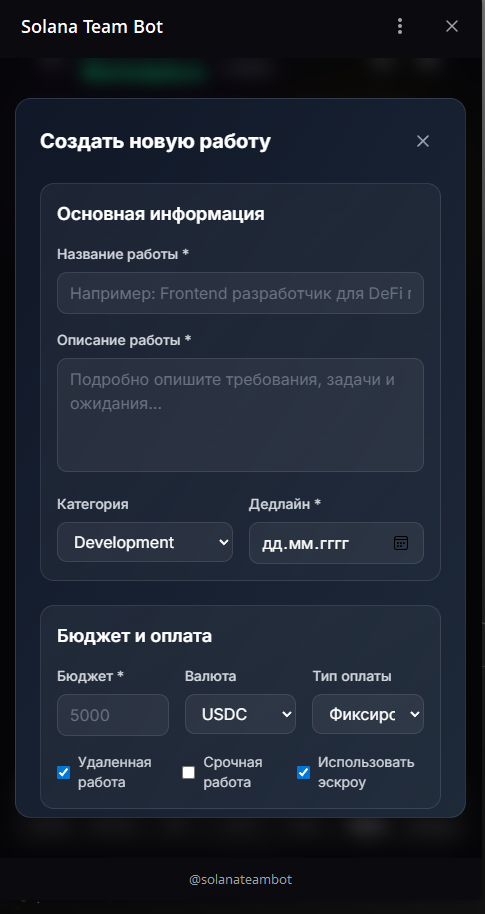 Solana Team Bot
Создать новую работу
Основная информация
Название работы *
Например: Frontend разработчик для DeFi
Описание работы *
Подробно опишите требования, задачи и
ожидания...
Категория
Дедлайн *
Development
дд.мм.гггг
Бюджет и оплата
Бюджет *
Валюта
Тип оплаты
5000
USDC
Фиксирс
Удаленная
работа
Срочная
работа
Использовать
эскроу
@solanateambot